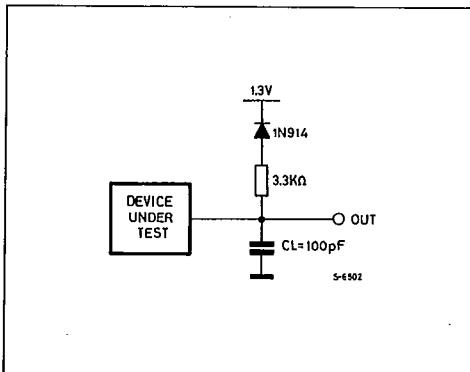 1.3V
1N914
3.3KΩ
DEVICE
UNDER
TEST
OUT
CL=100pF
S-6502